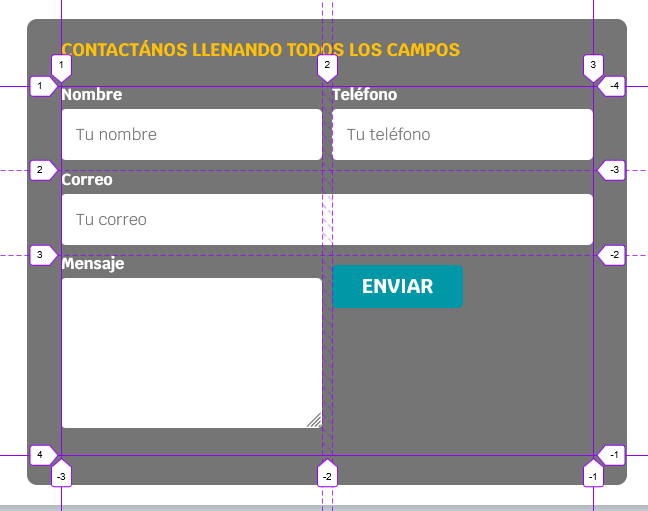 CONTACTÁNOS LLENANDO TODOS LOS CAMPOS
1 2 3
1 -4
Nombre Teléfono
Tu nombre Tu teléfono
2 -3
Correo
Tu correo
3 -2
Mensaje
ENVIAR
4 -1
-3 -2 -1